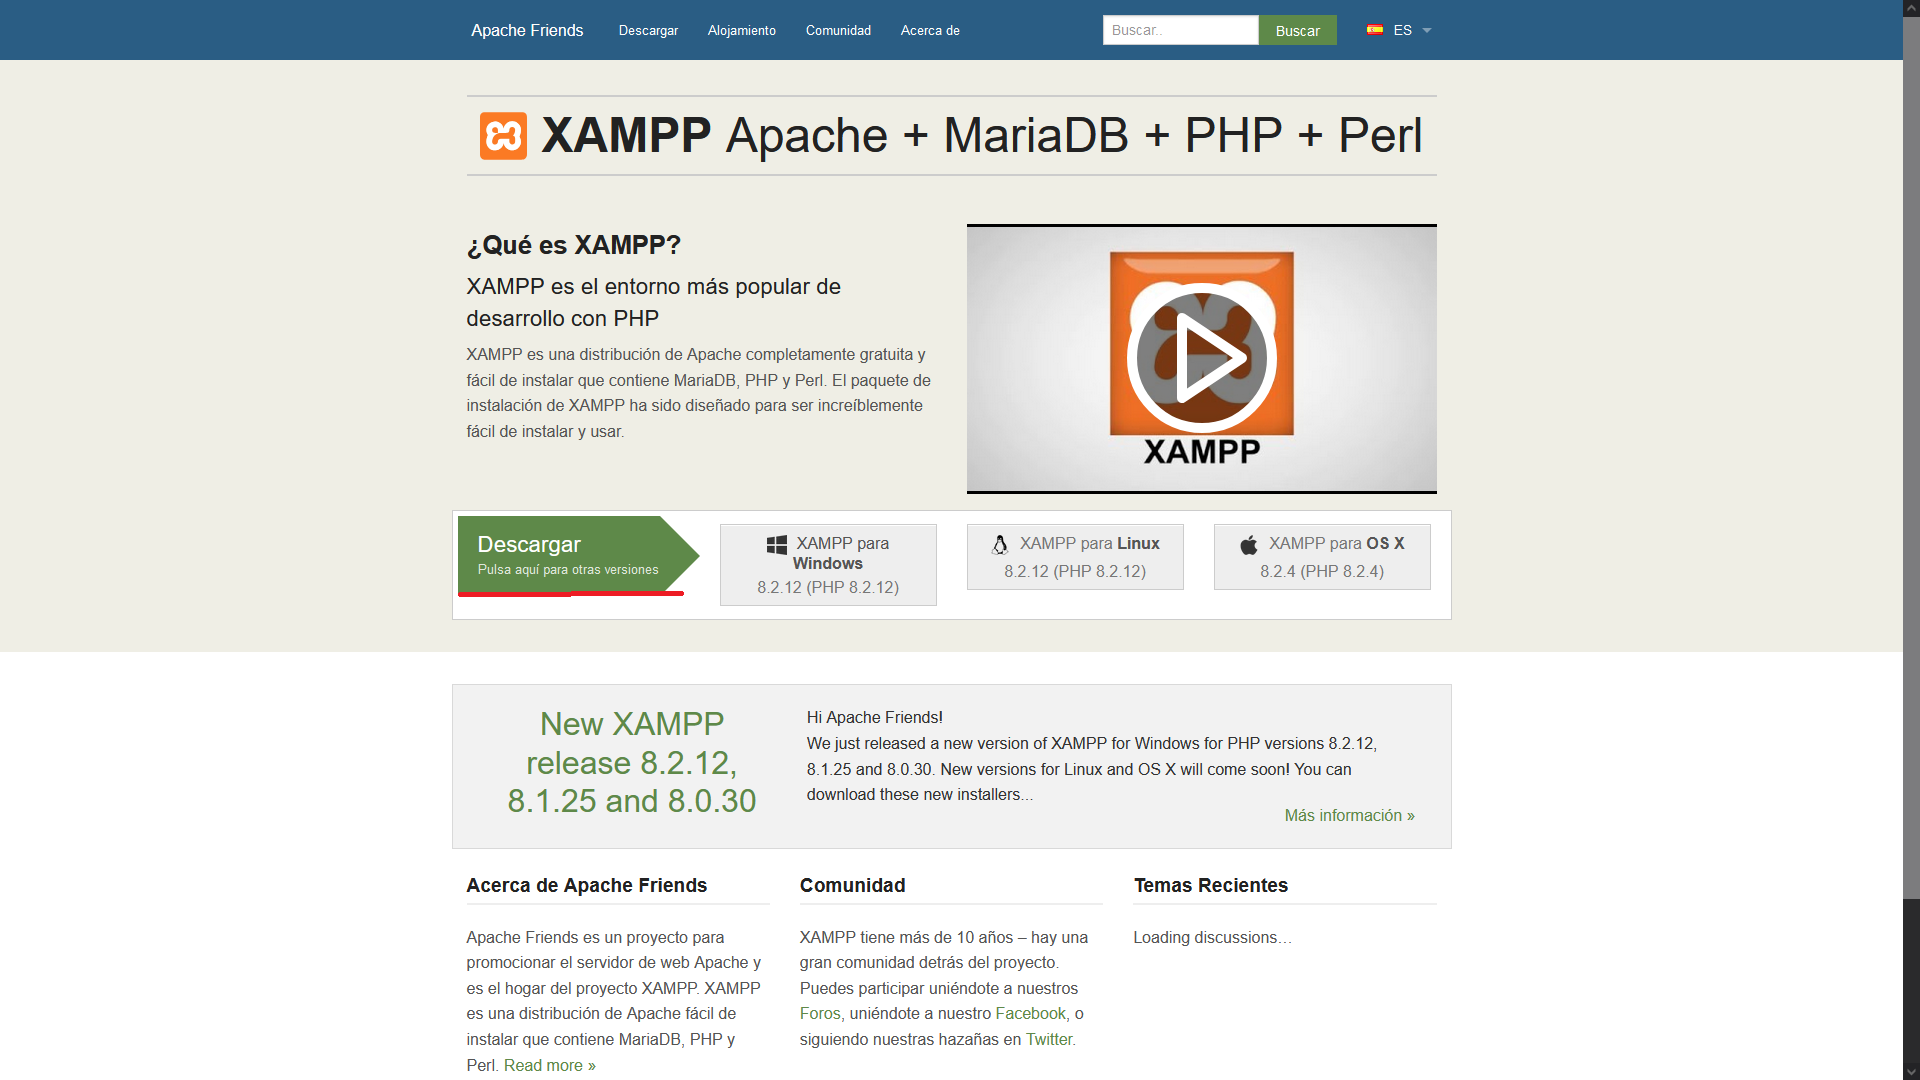 Apache Friends Descargar Alojamiento Comunidad Acerca de Buscar.. Buscar ES
XAMPP Apache + MariaDB + PHP + Perl
¿Qué es XAMPP?
XAMPP es el entorno más popular de
desarrollo con PHP
XAMPP es una distribución de Apache completamente gratuita y
fácil de instalar que contiene MariaDB, PHP y Perl. El paquete de
instalación de XAMPP ha sido diseñado para ser increíblemente
fácil de instalar y usar.
XAMPP
Descargar
Pulsa aquí para otras versiones
XAMPP para
Windows
8.2.12 (PHP 8.2.12)
XAMPP para Linux
8.2.12 (PHP 8.2.12)
XAMPP para OS X
8.2.4 (PHP 8.2.4)
New XAMPP
release 8.2.12,
8.1.25 and 8.0.30
Hi Apache Friends!
We just released a new version of XAMPP for Windows for PHP versions 8.2.12,
8.1.25 and 8.0.30. New versions for Linux and OS X will come soon! You can
download these new installers...
Más información »
Acerca de Apache Friends
Apache Friends es un proyecto para
promocionar el servidor de web Apache y
es el hogar del proyecto XAMPP. XAMPP
es una distribución de Apache fácil de
instalar que contiene MariaDB, PHP y
Perl. Read more »
Comunidad
XAMPP tiene más de 10 años – hay una
gran comunidad detrás del proyecto.
Puedes participar uniéndote a nuestros
Foros, uniéndote a nuestro Facebook, o
siguiendo nuestras hazañas en Twitter.
Temas Recientes
Loading discussions…